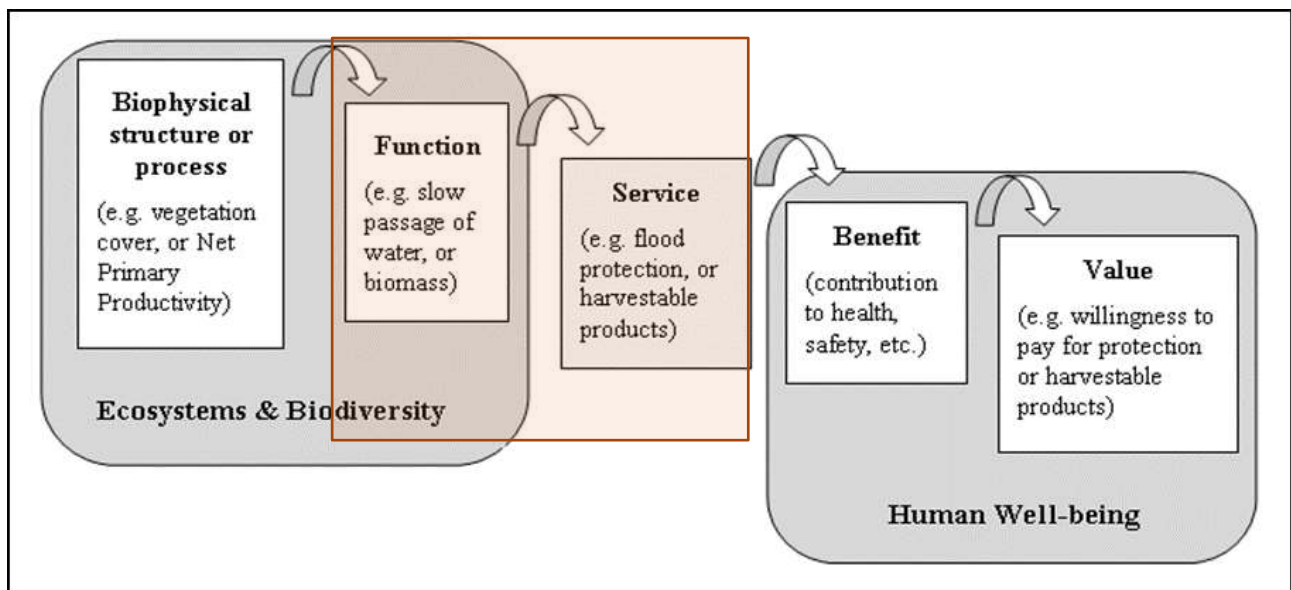 Biophysical
structure or
process
(e.g. vegetation
cover, or Net
Primary
Productivity)
Function
(e.g. slow
passage of
water, or
biomass)
Ecosystems & Biodiversity
Service
(e.g. flood
protection, or
harvestable
products)
Benefit
(contribution
to health,
safety, etc.)
Value
(e.g. willingness to
pay for protection
or harvestable
products)
Human Well-being